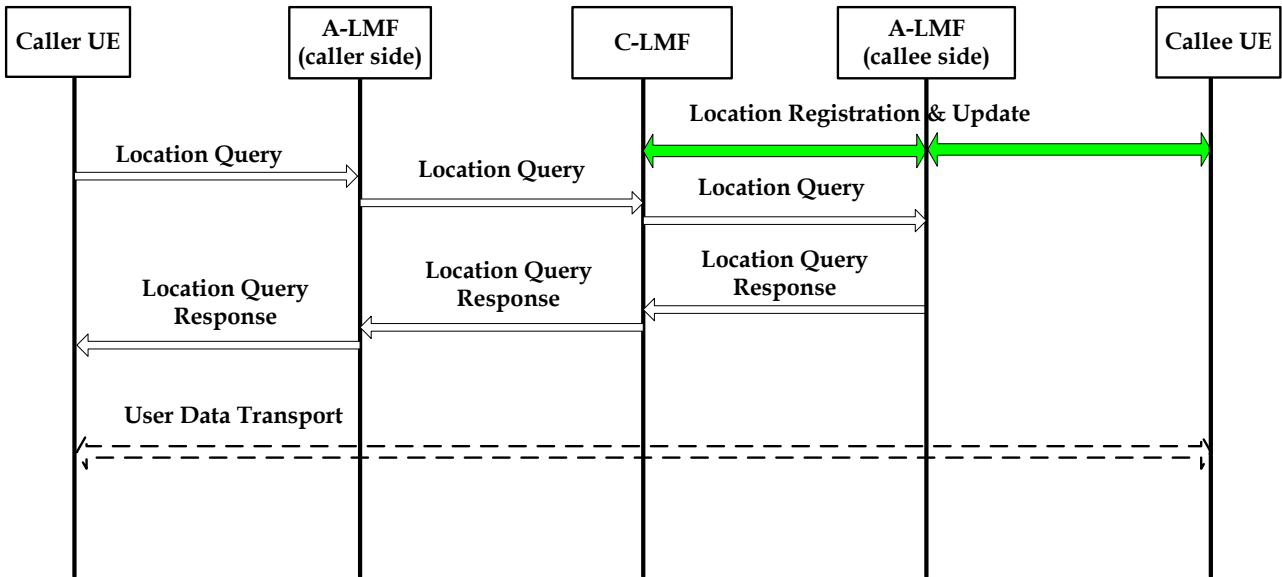 Caller UE
A-LMF
(caller side)
C-LMF
A-LMF
(callee side)
Callee UE
Location Registration & Update
Location Query
Location Query
Location Query
Location Query
Response
Location Query
Response
Location Query
Response
User Data Transport